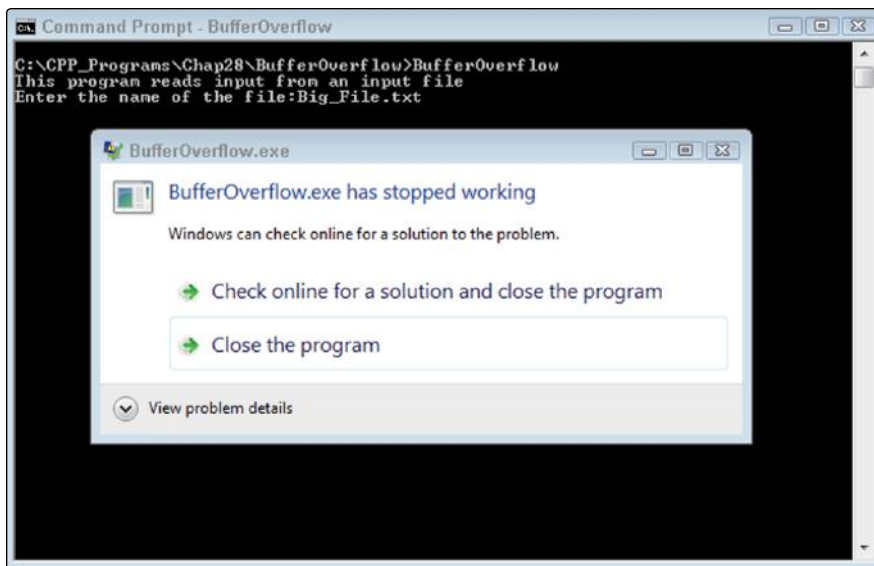 Command Prompt - BufferOverflow
C:\CPP_Programs\Chap28\BufferOverflow>BufferOverflow
This program reads input from an input file
Enter the name of the file:Big_File.txt
BufferOverflow.exe
BufferOverflow.exe has stopped working
Windows can check online for a solution to the problem.
Check online for a solution and close the program
Close the program
View problem details